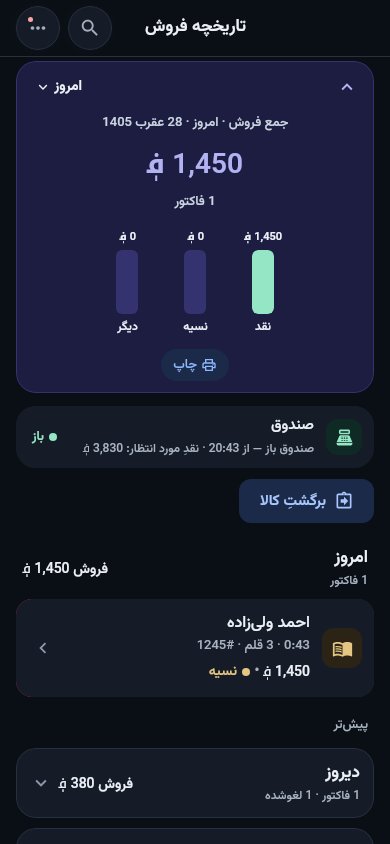 تاریخچه فروش
امروز
جمع فروش · امروز · 28 عقرب 1405
1,450 ؋
1 فاکتور
1,450 ؋
0 ؋
0 ؋
نقد
نسیه
دیگر
چاپ
صندوق
صندوق باز — از 20:43 · نقدِ مورد انتظار: 3,830 ؋
باز
برگشتِ کالا
امروز
1 فاکتور
فروش 1,450 ؋
احمد ولی‌زاده
0:43 · 3 قلم · #1245
1,450 ؋ · نسیه
پیش‌تر
دیروز
1 فاکتور · 1 لغوشده
فروش 380 ؋